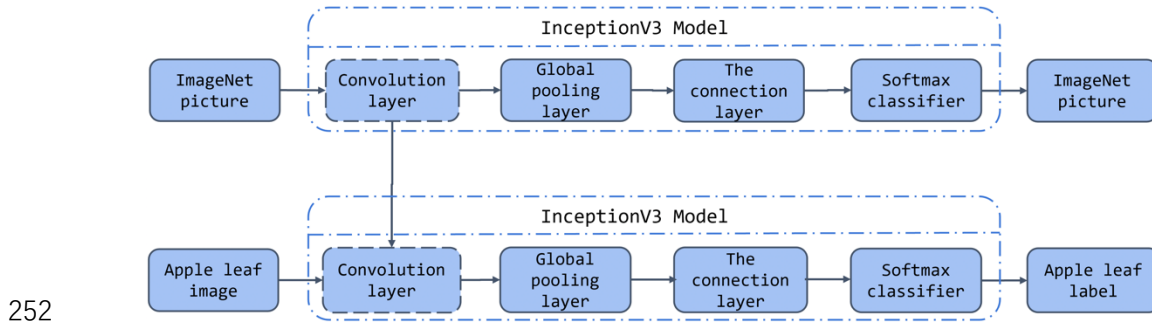 InceptionV3 Model
ImageNet
picture
Convolution
layer
Global
pooling
layer
The
connection
layer
Softmax
classifier
ImageNet
picture
InceptionV3 Model
Apple leaf
image
Convolution
layer
Global
pooling
layer
The
connection
layer
Softmax
classifier
Apple leaf
label
252